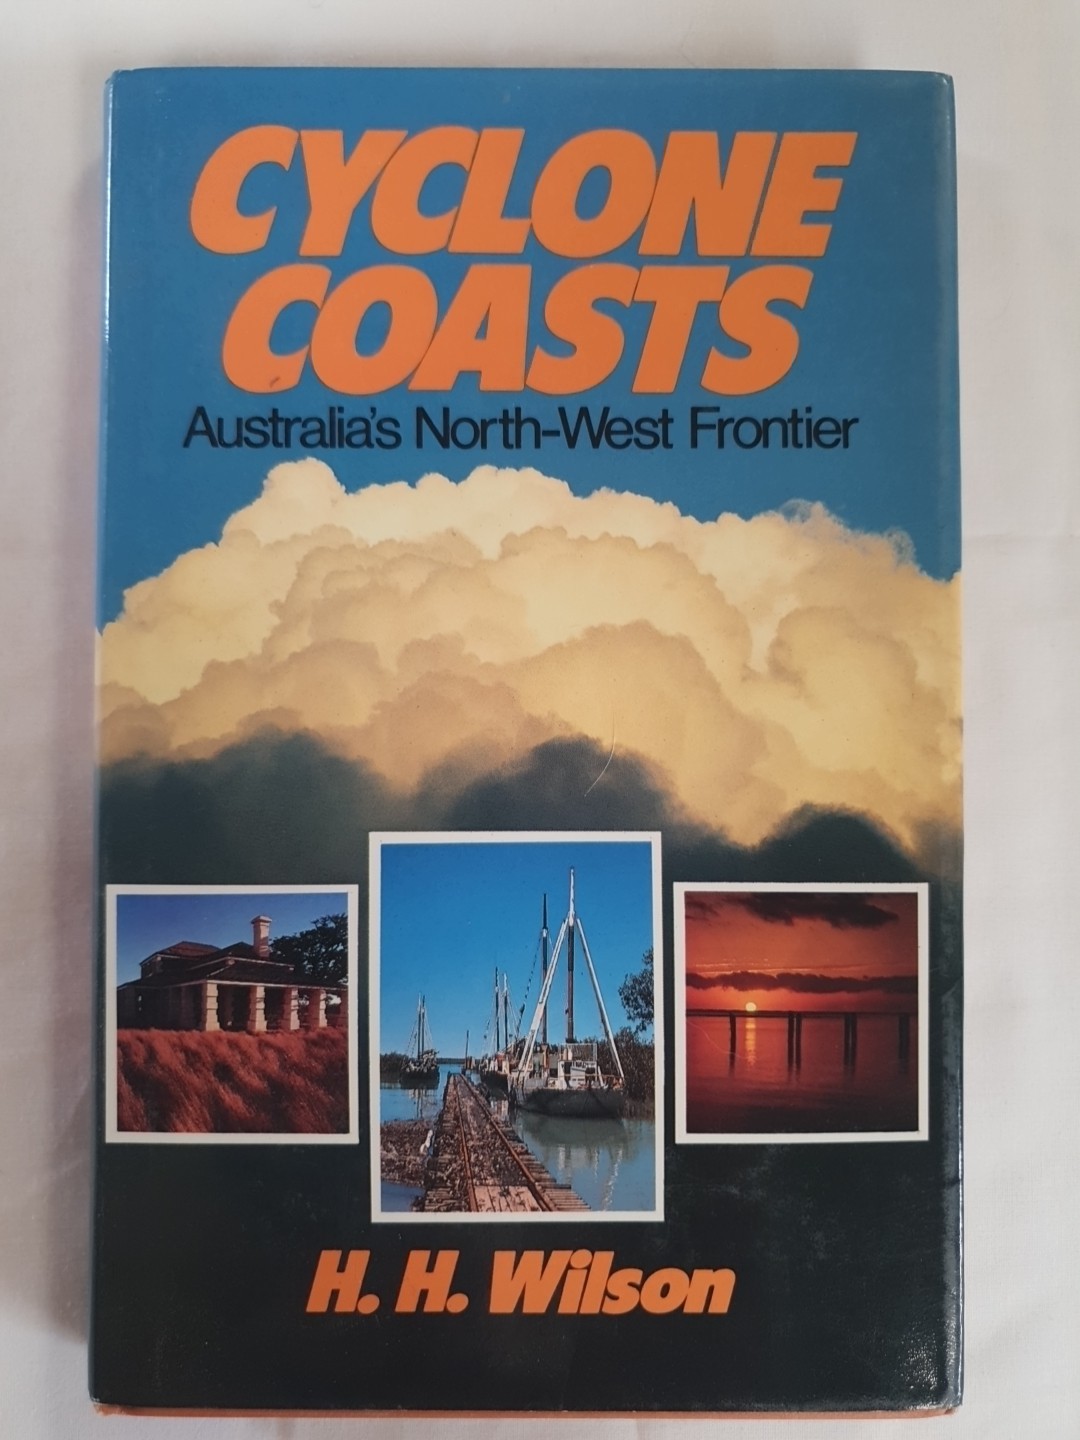 CYCLONE
COASTS
Australia's North-West Frontier
H. H. Wilson